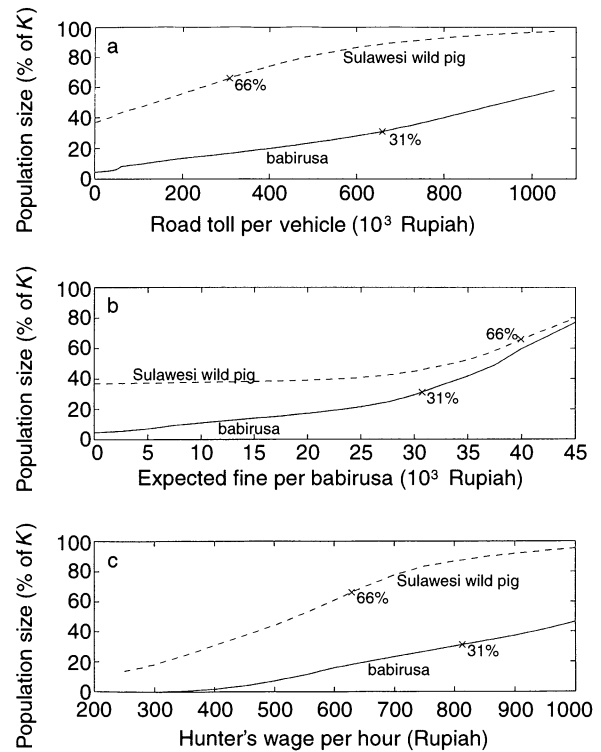 Population size (% of K)
100
80
60
40
20
0
a
Sulawesi wild pig
66%
31%
babirusa
0 200 400 600 800 1000
Road toll per vehicle (10³ Rupiah)
Population size (% of K)
100
80
60
40
20
0
b
66%
Sulawesi wild pig
31%
babirusa
0 5 10 15 20 25 30 35 40 45
Expected fine per babirusa (10³ Rupiah)
Population size (% of K)
100
80
60
40
20
0
c
Sulawesi wild pig
66%
31%
babirusa
200 300 400 500 600 700 800 900 1000
Hunter's wage per hour (Rupiah)